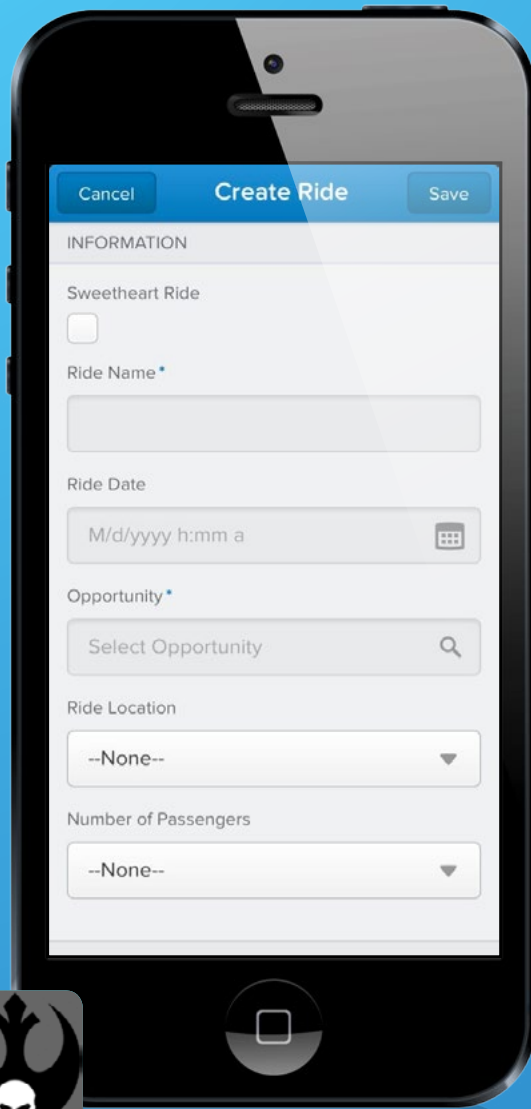 Cancel Create Ride Save
INFORMATION
Sweetheart Ride
Ride Name*
Ride Date
M/d/yyyy h:mm a
Opportunity*
Select Opportunity
Ride Location
--None--
Number of Passengers
--None--